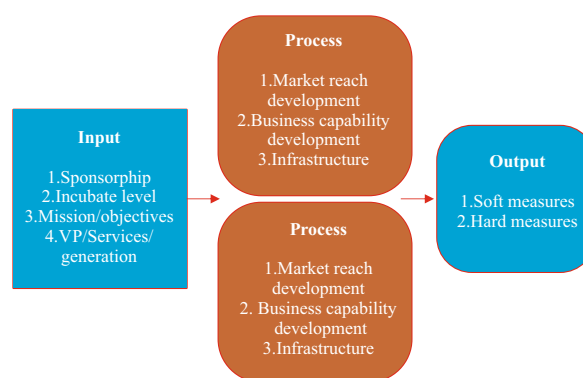 Input
1.Sponsorphip
2.Incubate level
3.Mission/objectives
4.VP/Services/
generation
Process
1.Market reach
development
2.Business capability
development
3.Infrastructure
Process
1.Market reach
development
2. Business capability
development
3.Infrastructure
Output
1.Soft measures
2.Hard measures